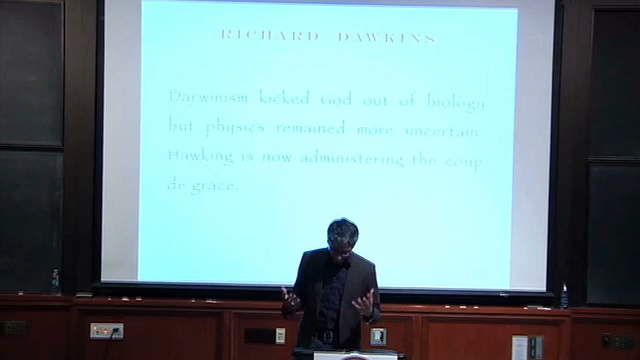 RICHARD DAWKINS
Darwinism kicked God out of biology
but physics remained more uncertain.
Hawking is now administering the coup
de grace.